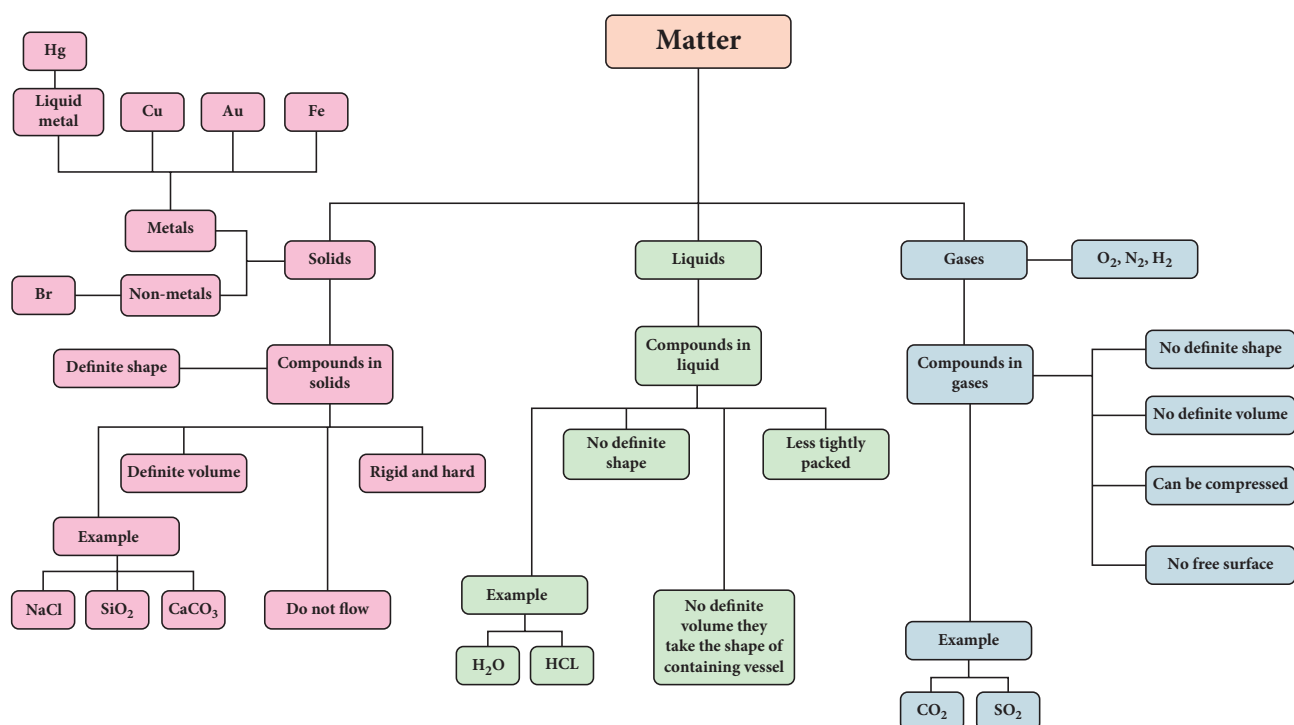 Matter
Hg
Liquid
metal
Cu
Au
Fe
Metals
Solids
Br
Non-metals
Definite shape
Compounds in
solids
Definite volume
Rigid and hard
Example
NaCl
SiO₂
CaCO₃
Do not flow
Liquids
Compounds in
liquid
No definite
shape
Less tightly
packed
Example
H₂O
HCL
No definite
volume they
take the shape of
containing vessel
Gases
O₂, N₂, H₂
Compounds in
gases
No definite shape
No definite volume
Can be compressed
No free surface
Example
CO₂
SO₂